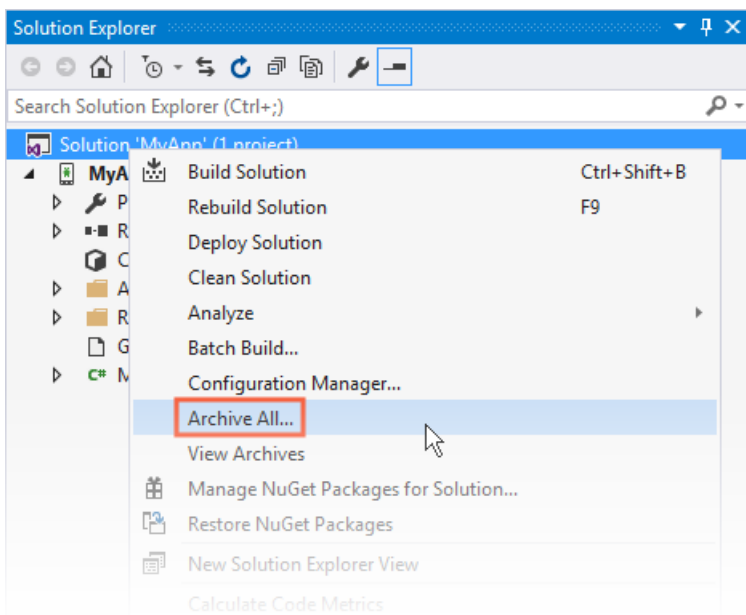 Solution Explorer
Search Solution Explorer (Ctrl+;)
Solution 'MyApp' (1 project)
MyA
Build Solution Ctrl+Shift+B
P
Rebuild Solution F9
R
Deploy Solution
C
Clean Solution
A
Analyze
R
Batch Build...
G
Configuration Manager...
C# M
Archive All...
View Archives
Manage NuGet Packages for Solution...
Restore NuGet Packages
New Solution Explorer View
Calculate Code Metrics